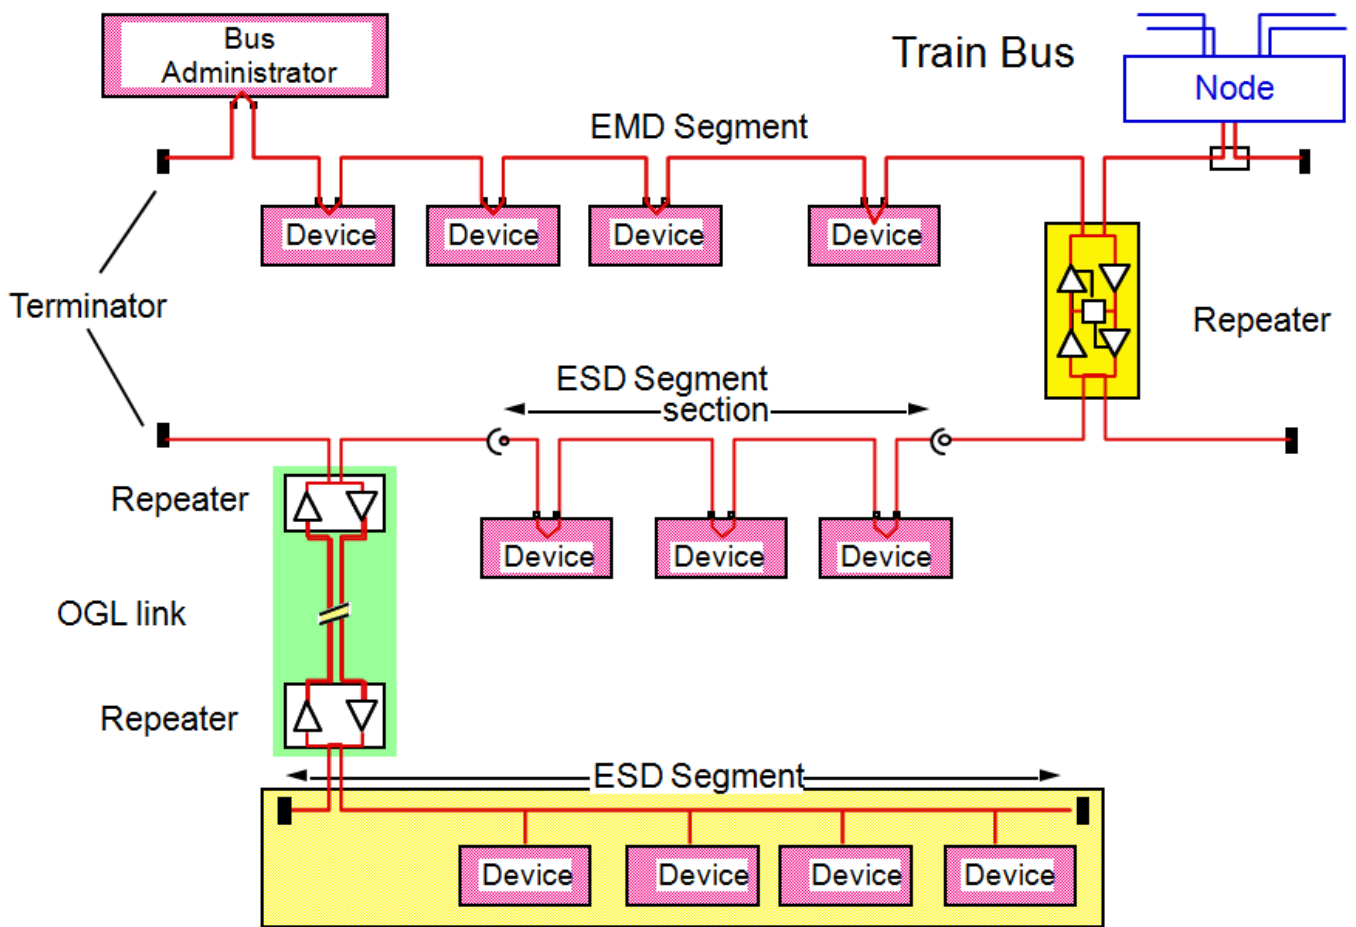 Bus
Administrator
Train Bus
Node
EMD Segment
Device
Device
Device
Device
Terminator
Repeater
ESD Segment
section
Repeater
Device
Device
Device
OGL link
Repeater
ESD Segment
Device
Device
Device
Device